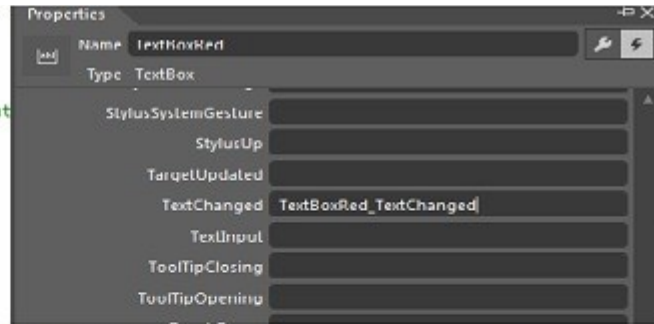 Properties
Name TextBoxRed
Type TextBox
StylusSystemGesture
StylusUp
TargetUpdated
TextChanged TextBoxRed_TextChanged
TextInput
ToolTipClosing
ToolTipOpening